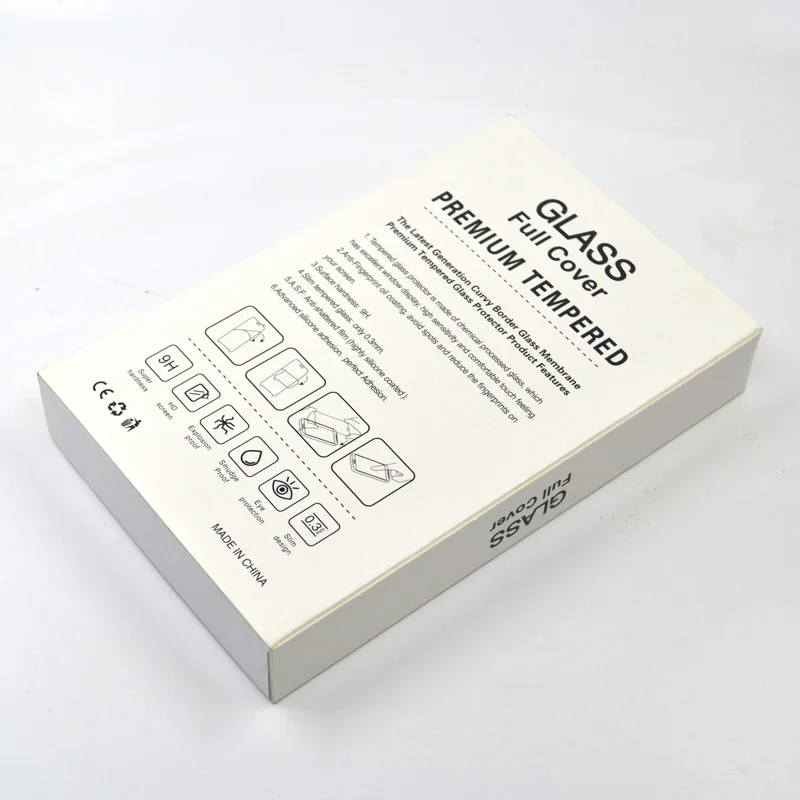 GLASS
Full Cover
PREMIUM TEMPERED
The Latest Generation Curvy Border Glass Membrane
Premium Tempered Glass Protector Product Features
1. Tempered glass protector is made of chemical processed glass, which
has excellent window display, high sensitivity and comfortable touch feeling.
2.Anti-Fingerprint oil coating, avoid spots and reduce the fingerprints on
your screen.
3.Surface hardness: 9H.
4.Slim tempered glass: only 0.3mm.
5.A.S.F: Anti-shattered film (highly silicone coated).
6.Advanced silicone adhesion, perfect Adhesion.
9H
Super
hardness
HD
screen
Explosion
proof
Smudge
Proof
Eye
protection
0.3
Slim
design
CE
MADE IN CHINA
GLASS
Full Cover